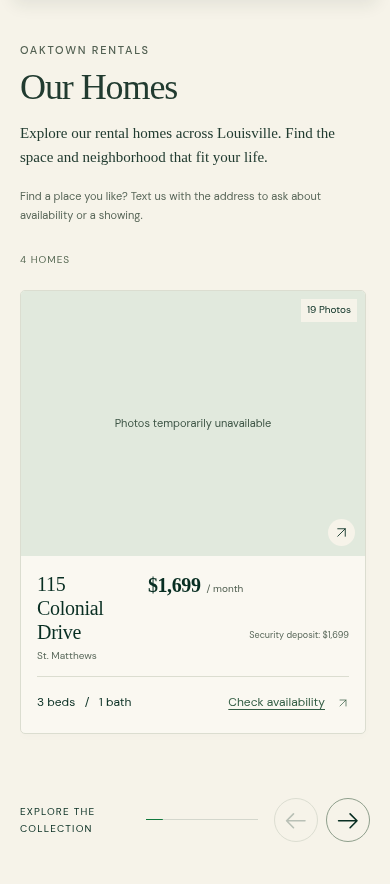 OAKTOWN RENTALS
Our Homes
Explore our rental homes across Louisville. Find the
space and neighborhood that fit your life.
Find a place you like? Text us with the address to ask about
availability or a showing.
4 HOMES
19 Photos
Photos temporarily unavailable
115
Colonial
Drive
$1,699 / month
Security deposit: $1,699
St. Matthews
3 beds / 1 bath
Check availability
EXPLORE THE
COLLECTION